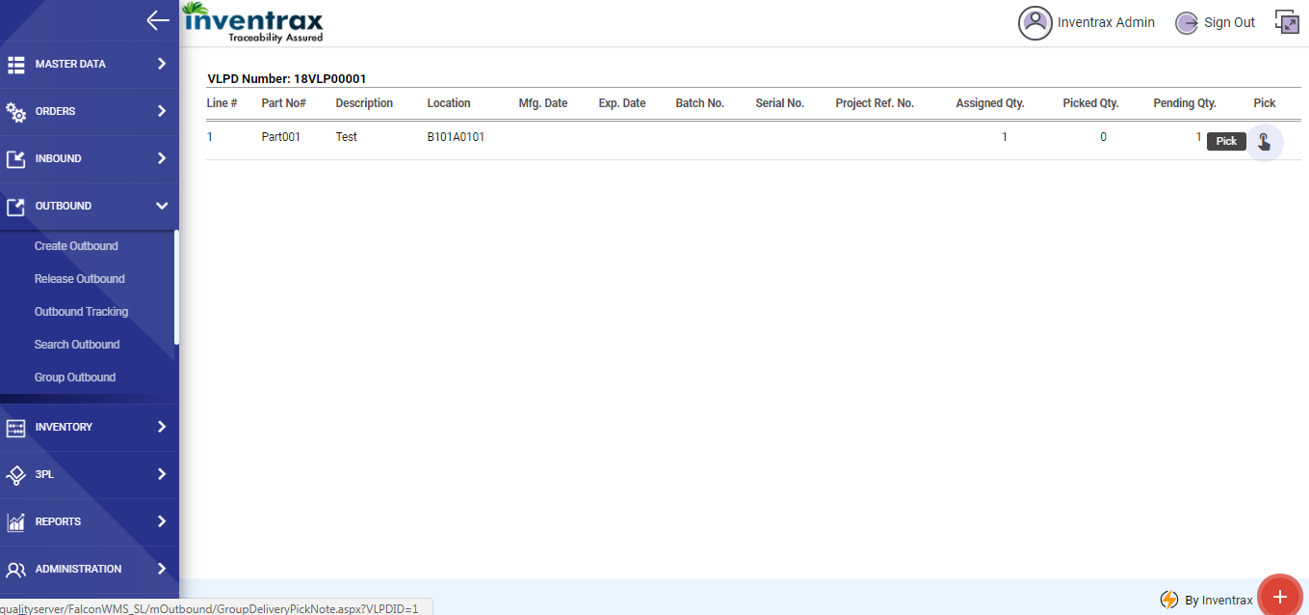 inventrax
Traceability Assured
Inventrax Admin
Sign Out
MASTER DATA
ORDERS
INBOUND
OUTBOUND
Create Outbound
Release Outbound
Outbound Tracking
Search Outbound
Group Outbound
INVENTORY
3PL
REPORTS
ADMINISTRATION
VLPD Number: 18VLP00001
Line # Part No# Description Location Mfg. Date Exp. Date Batch No. Serial No. Project Ref. No. Assigned Qty. Picked Qty. Pending Qty. Pick
1 Part001 Test B101A0101 1 0 1 Pick
By Inventrax
+
qualityserver/FalconWMS_SL/mOutbound/GroupDeliveryPickNote.aspx?VLPDID=1